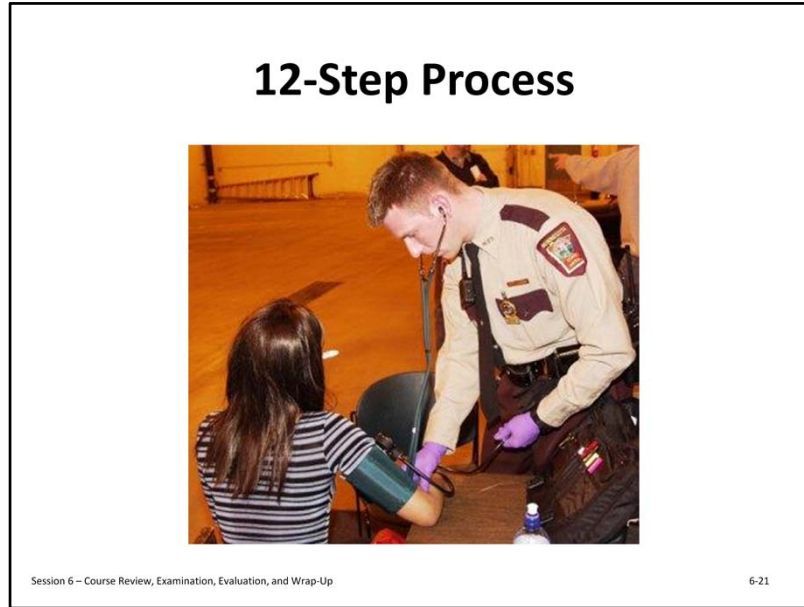 12-Step Process
Session 6 – Course Review, Examination, Evaluation, and Wrap-Up
6-21